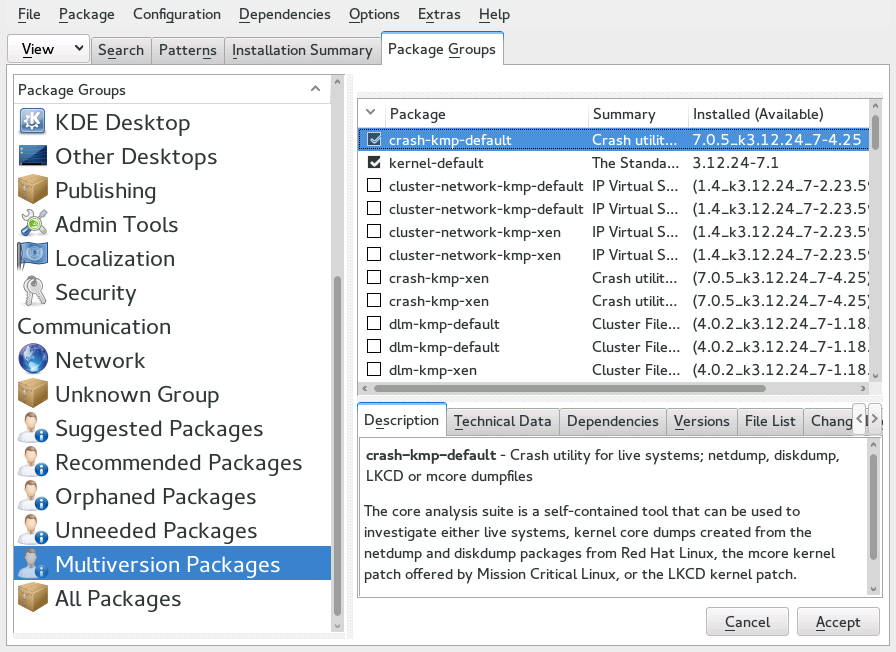 File Package Configuration Dependencies Options Extras Help
View Search Patterns Installation Summary Package Groups
Package Groups
KDE Desktop
Other Desktops
Publishing
Admin Tools
Localization
Security
Communication
Network
Unknown Group
Suggested Packages
Recommended Packages
Orphaned Packages
Unneeded Packages
Multiversion Packages
All Packages
Package Summary Installed (Available)
crash-kmp-default Crash utilit... 7.0.5_k3.12.24_7-4.25
kernel-default The Standa... 3.12.24-7.1
cluster-network-kmp-default IP Virtual S... (1.4_k3.12.24_7-2.23.5
cluster-network-kmp-default IP Virtual S... (1.4_k3.12.24_7-2.23.5
cluster-network-kmp-xen IP Virtual S... (1.4_k3.12.24_7-2.23.5
cluster-network-kmp-xen IP Virtual S... (1.4_k3.12.24_7-2.23.5
crash-kmp-xen Crash utilit... (7.0.5_k3.12.24_7-4.25)
crash-kmp-xen Crash utilit... (7.0.5_k3.12.24_7-4.25)
dlm-kmp-default Cluster File... (4.0.2_k3.12.24_7-1.18.
dlm-kmp-default Cluster File... (4.0.2_k3.12.24_7-1.18.
dlm-kmp-xen Cluster File... (4.0.2_k3.12.24_7-1.18.
Description Technical Data Dependencies Versions File List Chang
crash-kmp-default - Crash utility for live systems; netdump, diskdump,
LKCD or mcore dumpfiles
The core analysis suite is a self-contained tool that can be used to
investigate either live systems, kernel core dumps created from the
netdump and diskdump packages from Red Hat Linux, the mcore kernel
patch offered by Mission Critical Linux, or the LKCD kernel patch.
Cancel Accept